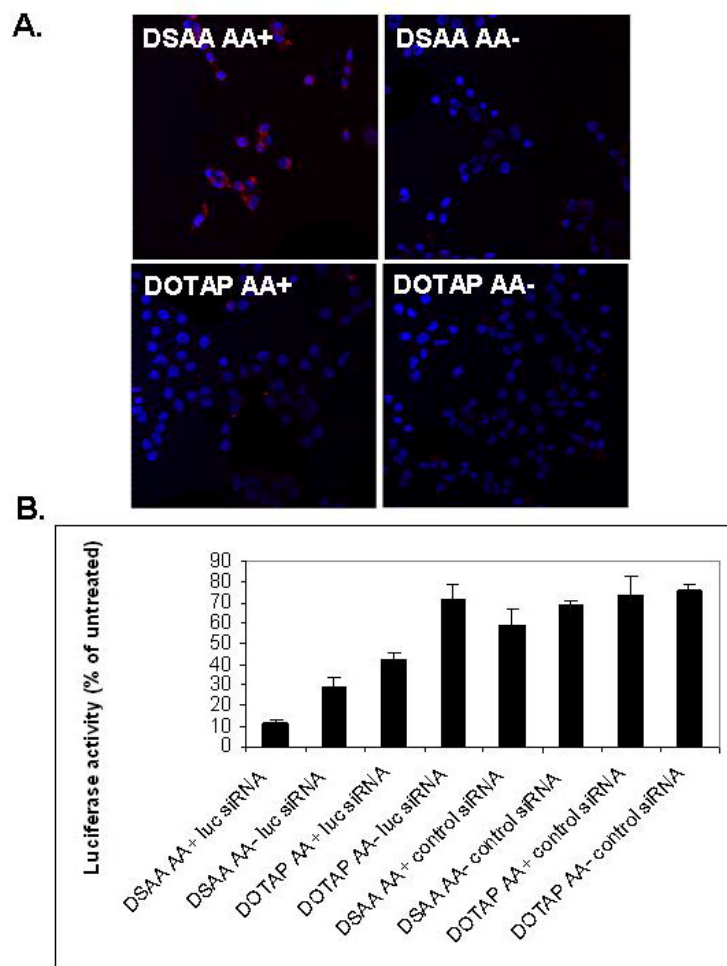 A.
DSAA AA+
DSAA AA-
DOTAP AA+
DOTAP AA-
B.
Luciferase activity (% of untreated)
90
80
70
60
50
40
30
20
10
0
DSAA AA+ luc siRNA
DSAA AA- luc siRNA
DOTAP AA+ luc siRNA
DOTAP AA- luc siRNA
DSAA AA+ control siRNA
DSAA AA- control siRNA
DOTAP AA+ control siRNA
DOTAP AA- control siRNA